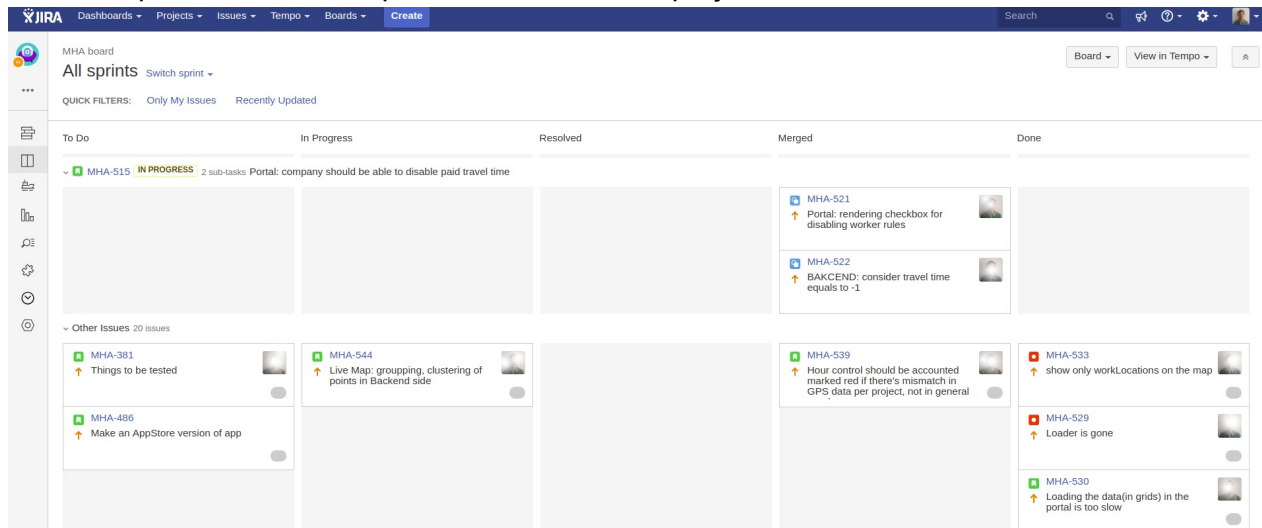 JIRA Dashboards Projects Issues Tempo Boards Create Search
MHA board
All sprints Switch sprint
Board View in Tempo
QUICK FILTERS: Only My Issues Recently Updated
To Do In Progress Resolved Merged Done
MHA-515 IN PROGRESS 2 sub-tasks Portal: company should be able to disable paid travel time
MHA-521
Portal: rendering checkbox for
disabling worker rules
MHA-522
BAKCEND: consider travel time
equals to -1
Other Issues 20 issues
MHA-381
Things to be tested
MHA-486
Make an AppStore version of app
MHA-544
Live Map: groupping, clustering of
points in Backend side
MHA-539
Hour control should be accounted
marked red if there's mismatch in
GPS data per project, not in general
MHA-533
show only workLocations on the map
MHA-529
Loader is gone
MHA-530
Loading the data(in grids) in the
portal is too slow